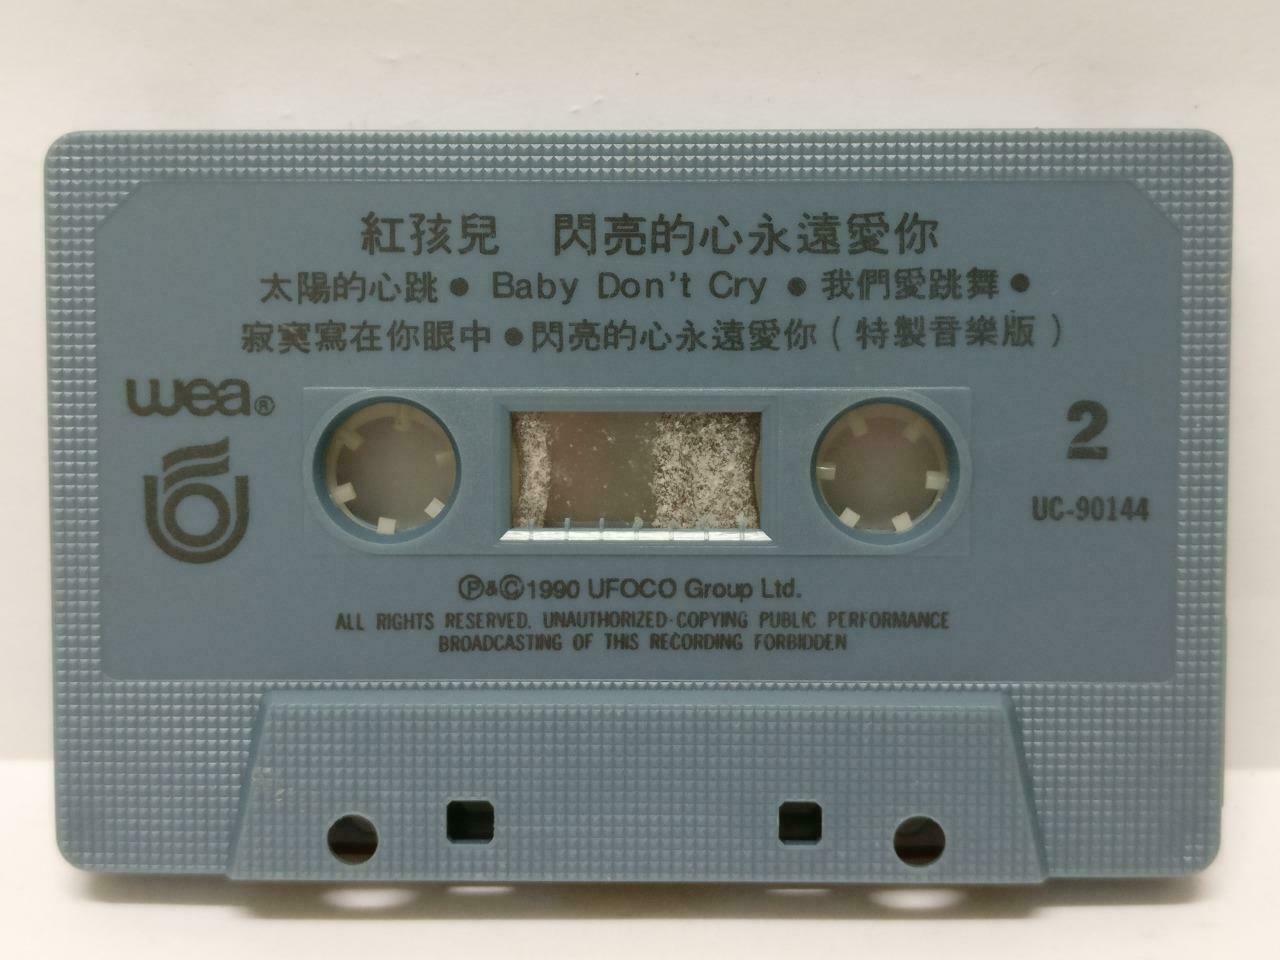 紅孩兒　閃亮的心永遠愛你
太陽的心跳 ● Baby Don't Cry ● 我們愛跳舞 ●
寂寞寫在你眼中 ● 閃亮的心永遠愛你 ( 特製音樂版 )
wea®
2
UC-90144
Ⓟ&©1990 UFOCO Group Ltd.
ALL RIGHTS RESERVED. UNAUTHORIZED·COPYING PUBLIC PERFORMANCE
BROADCASTING OF THIS RECORDING FORBIDDEN